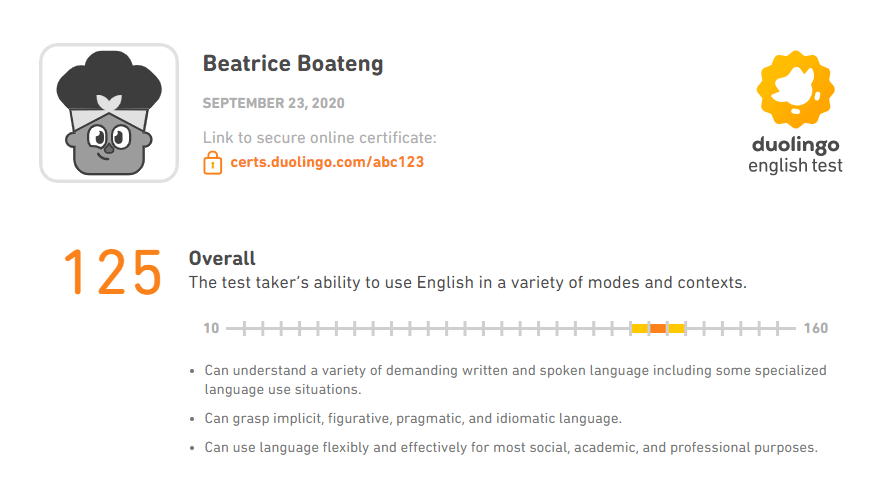 Beatrice Boateng
SEPTEMBER 23, 2020
Link to secure online certificate:
certs.duolingo.com/abc123
duolingo
english test
125
Overall
The test taker's ability to use English in a variety of modes and contexts.
10
160
• Can understand a variety of demanding written and spoken language including some specialized
language use situations.
• Can grasp implicit, figurative, pragmatic, and idiomatic language.
• Can use language flexibly and effectively for most social, academic, and professional purposes.